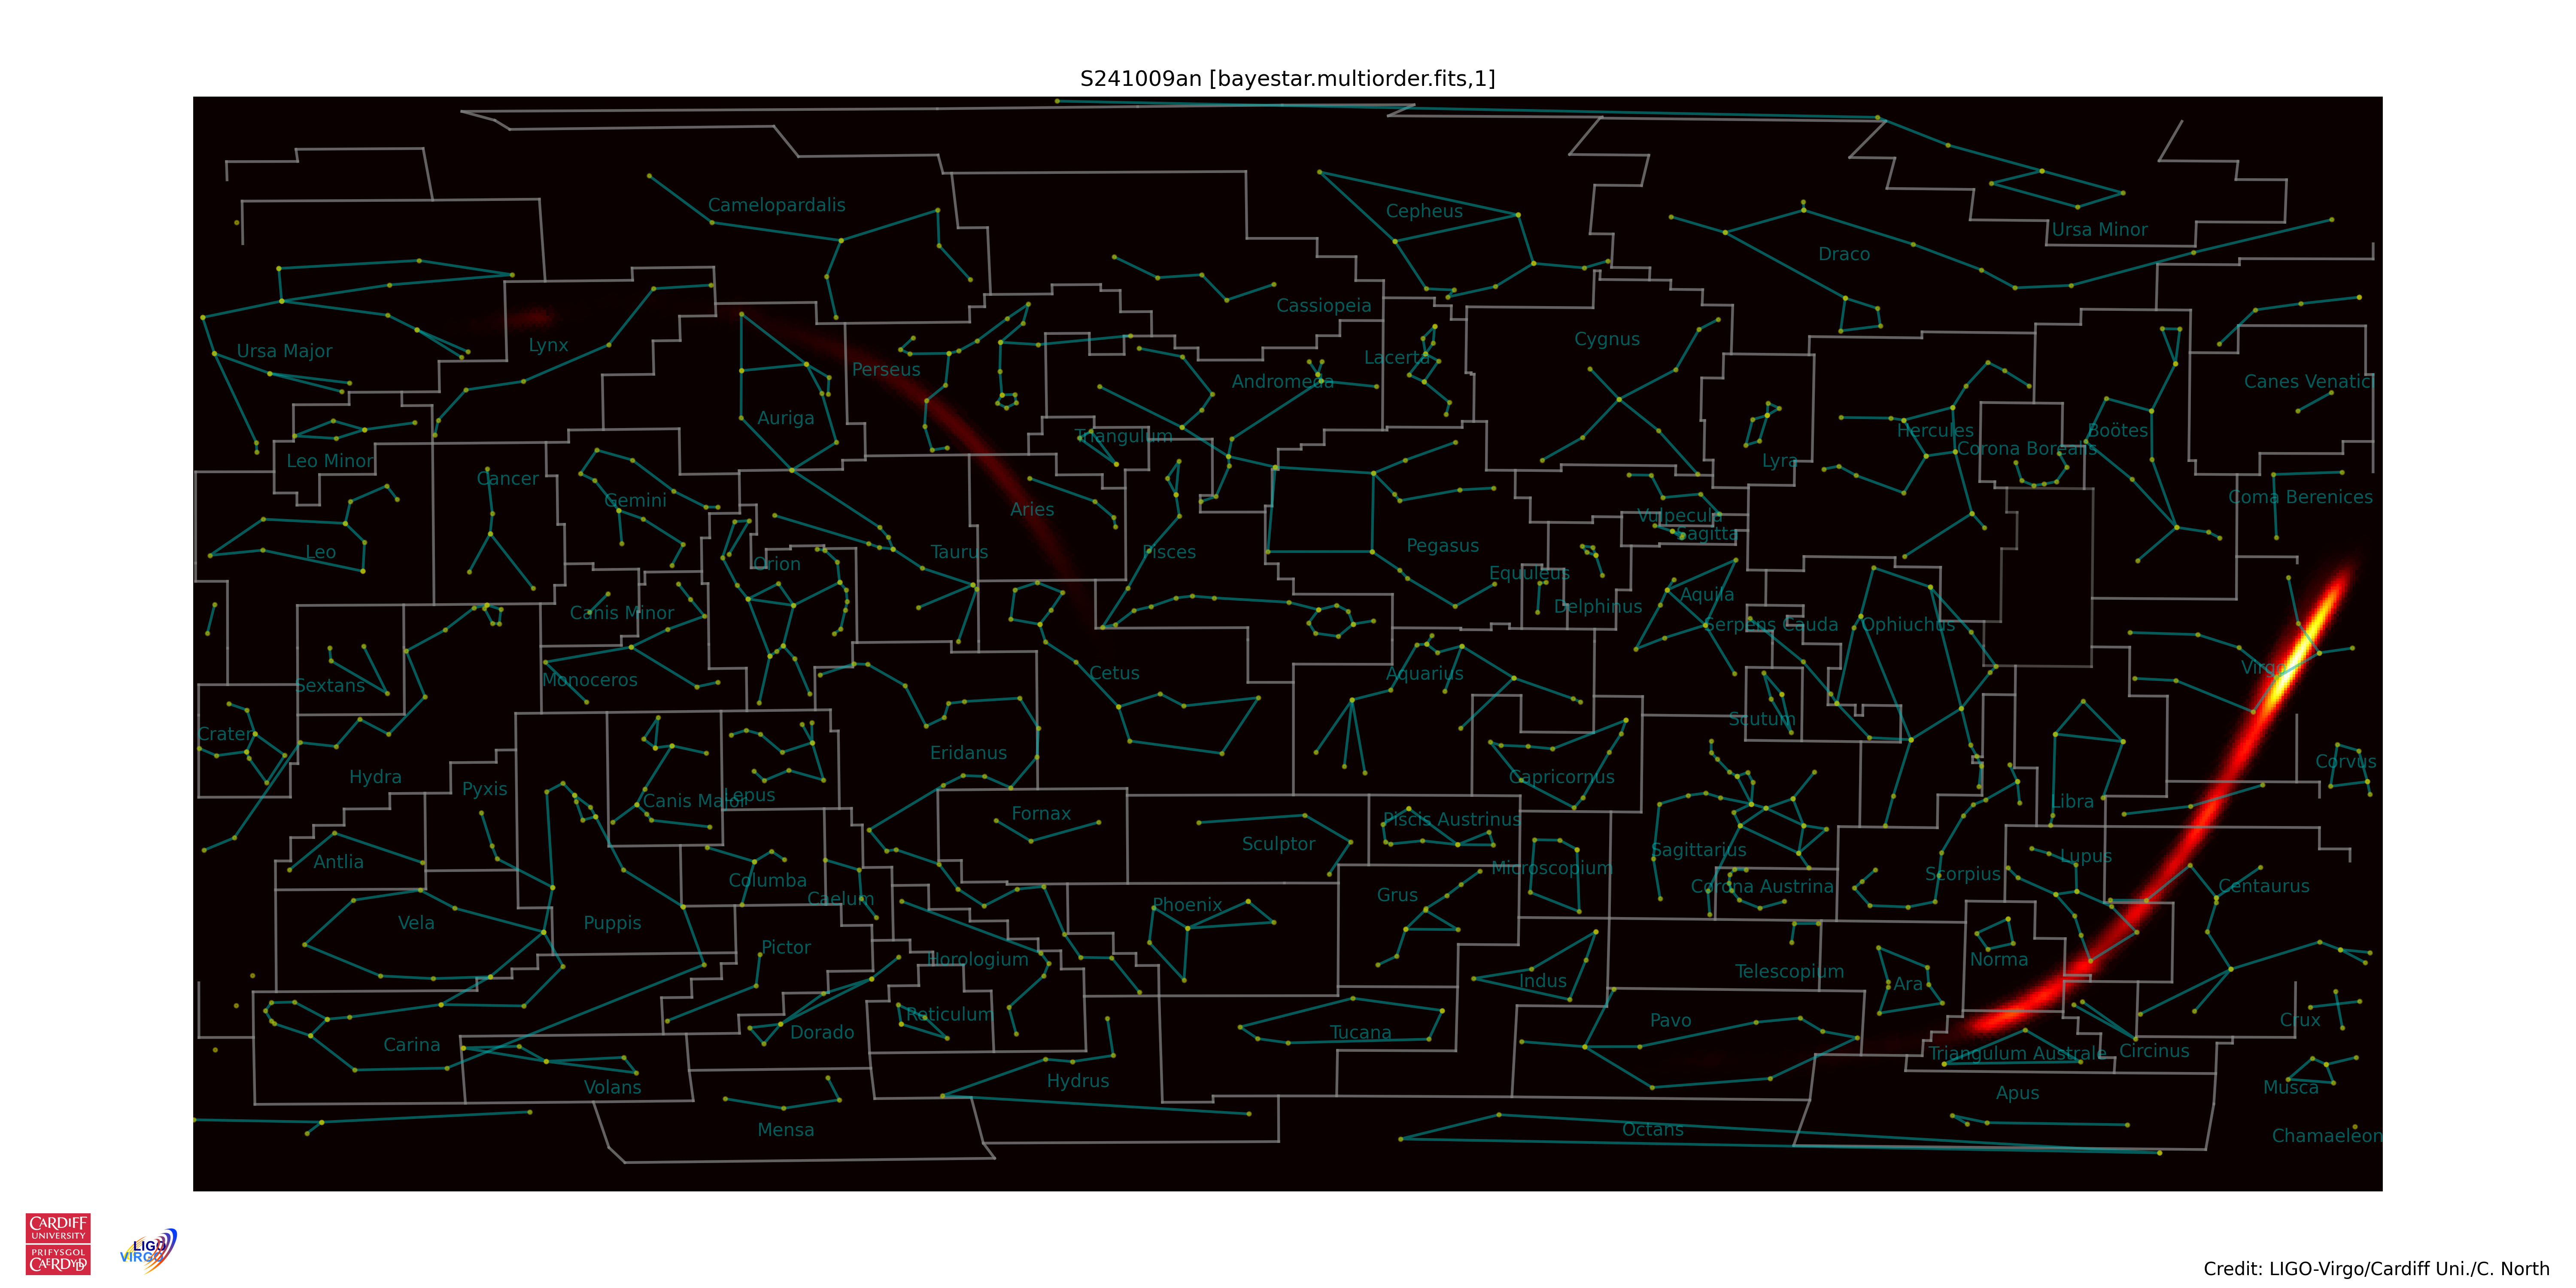 S241009an [bayestar.multiorder.fits,1]
Camelopardalis
Cepheus
Ursa Minor
Draco
Cassiopeia
Ursa Major
Lynx
Perseus
Andromeda
Lacerta
Cygnus
Canes Venatici
Auriga
Triangulum
Hercules
Boötes
Corona Borealis
Leo Minor
Lyra
Cancer
Gemini
Coma Berenices
Aries
Vulpecula
Sagitta
Leo
Taurus
Pisces
Pegasus
Orion
Equuleus
Canis Minor
Delphinus
Aquila
Serpens Cauda
Ophiuchus
Virgo
Sextans
Monoceros
Cetus
Aquarius
Crater
Scutum
Eridanus
Corvus
Hydra
Pyxis
Capricornus
Canis Major
Lepus
Libra
Fornax
Piscis Austrinus
Sculptor
Antlia
Sagittarius
Lupus
Microscopium
Columba
Corona Austrina
Scorpius
Centaurus
Caelum
Grus
Phoenix
Vela
Puppis
Pictor
Horologium
Norma
Telescopium
Indus
Ara
Reticulum
Pavo
Crux
Dorado
Tucana
Carina
Triangulum Australe
Circinus
Volans
Hydrus
Apus
Musca
Mensa
Octans
Chamaeleon
CARDIFF
UNIVERSITY
PRIFYSGOL
CAERDYDD
LIGO
VIRGO
Credit: LIGO-Virgo/Cardiff Uni./C. North